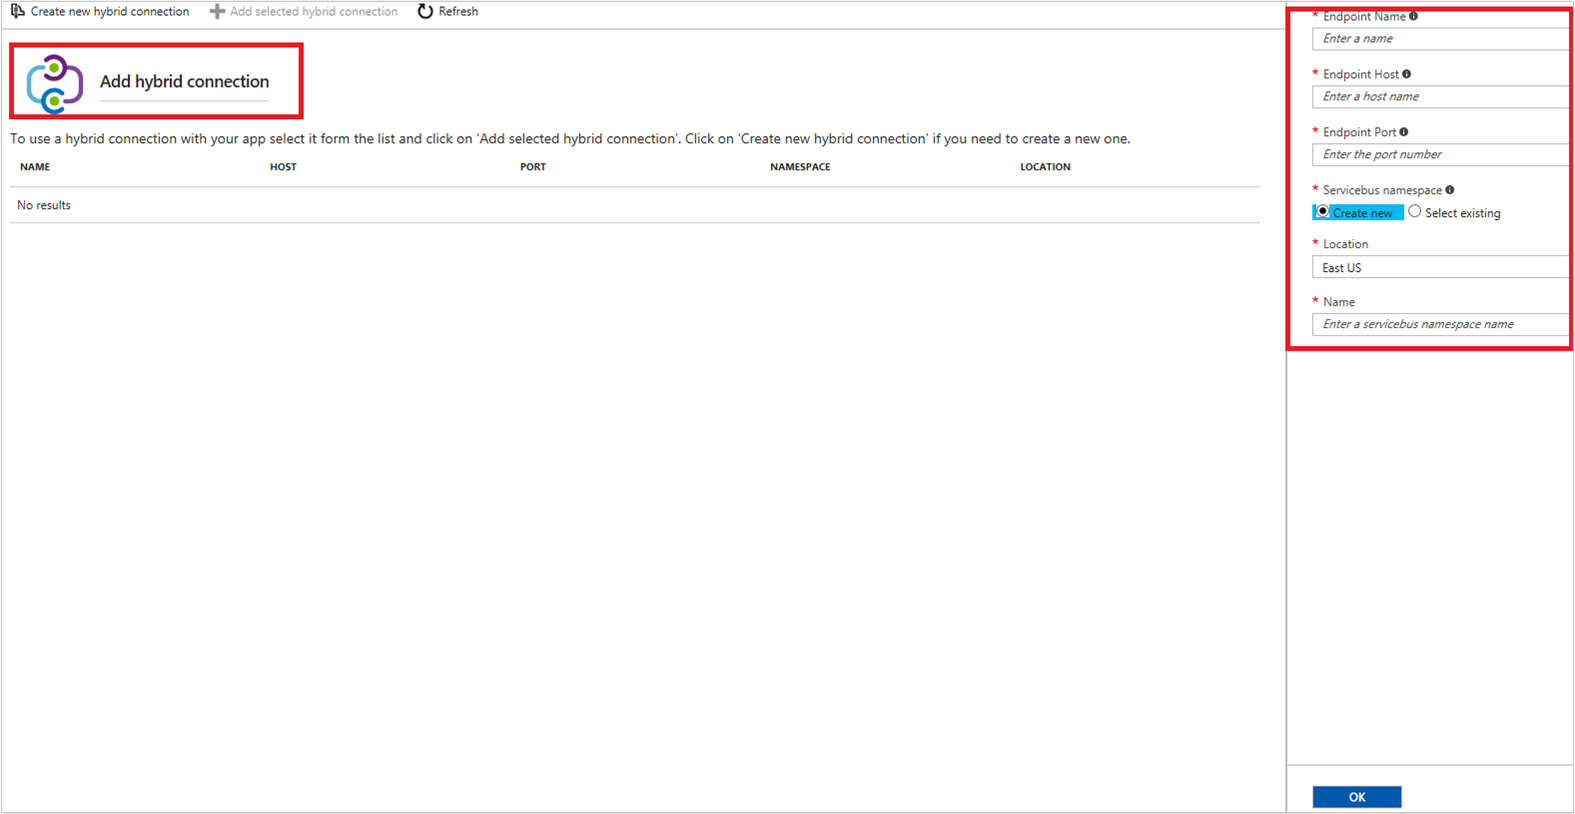 Create new hybrid connection Add selected hybrid connection Refresh
Add hybrid connection
To use a hybrid connection with your app select it form the list and click on ‘Add selected hybrid connection’. Click on ‘Create new hybrid connection’ if you need to create a new one.
NAME HOST PORT NAMESPACE LOCATION
No results
* Endpoint Name
Enter a name
* Endpoint Host
Enter a host name
* Endpoint Port
Enter the port number
* Servicebus namespace
Create new Select existing
* Location
East US
* Name
Enter a servicebus namespace name
OK